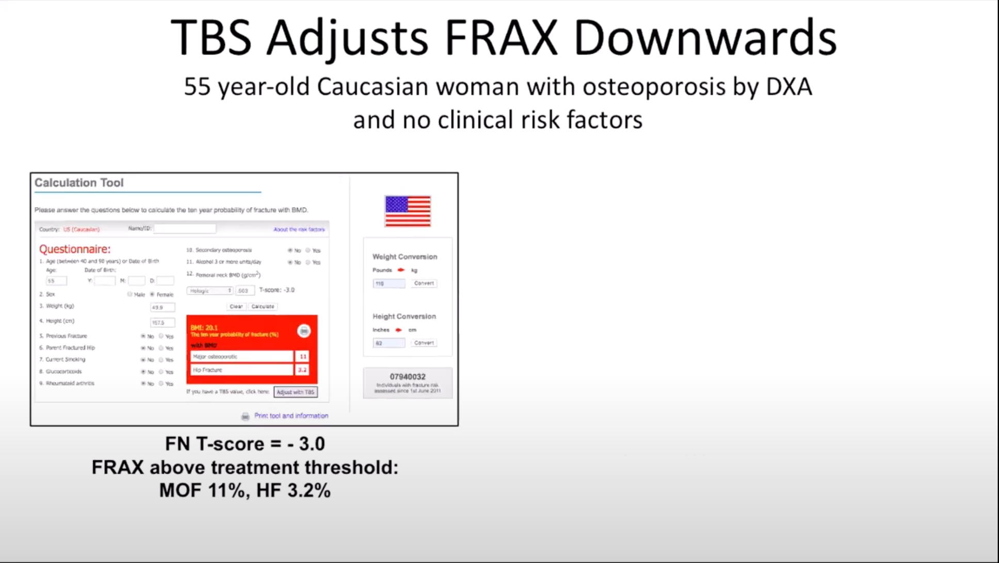 TBS Adjusts FRAX Downwards
55 year-old Caucasian woman with osteoporosis by DXA
and no clinical risk factors
Calculation Tool
Please answer the questions below to calculate the ten year probability of fracture with BMD.
Country: US (Caucasian) Name/ID: About the risk factors
Questionnaire:
1. Age (between 40 and 90 years) or Date of Birth
Age: Date of Birth:
55 Y: M: D:
2. Sex Male Female
3. Weight (kg) 49.9
4. Height (cm) 157.5
5. Previous Fracture No Yes
6. Parent Fractured Hip No Yes
7. Current Smoking No Yes
8. Glucocorticoids No Yes
9. Rheumatoid arthritis No Yes
10. Secondary osteoporosis No Yes
11. Alcohol 3 or more units/day No Yes
12. Femoral neck BMD (g/cm²)
Hologic .503 T-score: -3.0
Clear Calculate
BMI: 20.1
The ten year probability of fracture (%)
with BMD
Major osteoporotic 11
Hip Fracture 3.2
If you have a TBS value, click here: Adjust with TBS
Print tool and information
Weight Conversion
Pounds kg
110 Convert
Height Conversion
Inches cm
62 Convert
07940032
Individuals with fracture risk
assessed since 1st June 2011
FN T-score = - 3.0
FRAX above treatment threshold:
MOF 11%, HF 3.2%